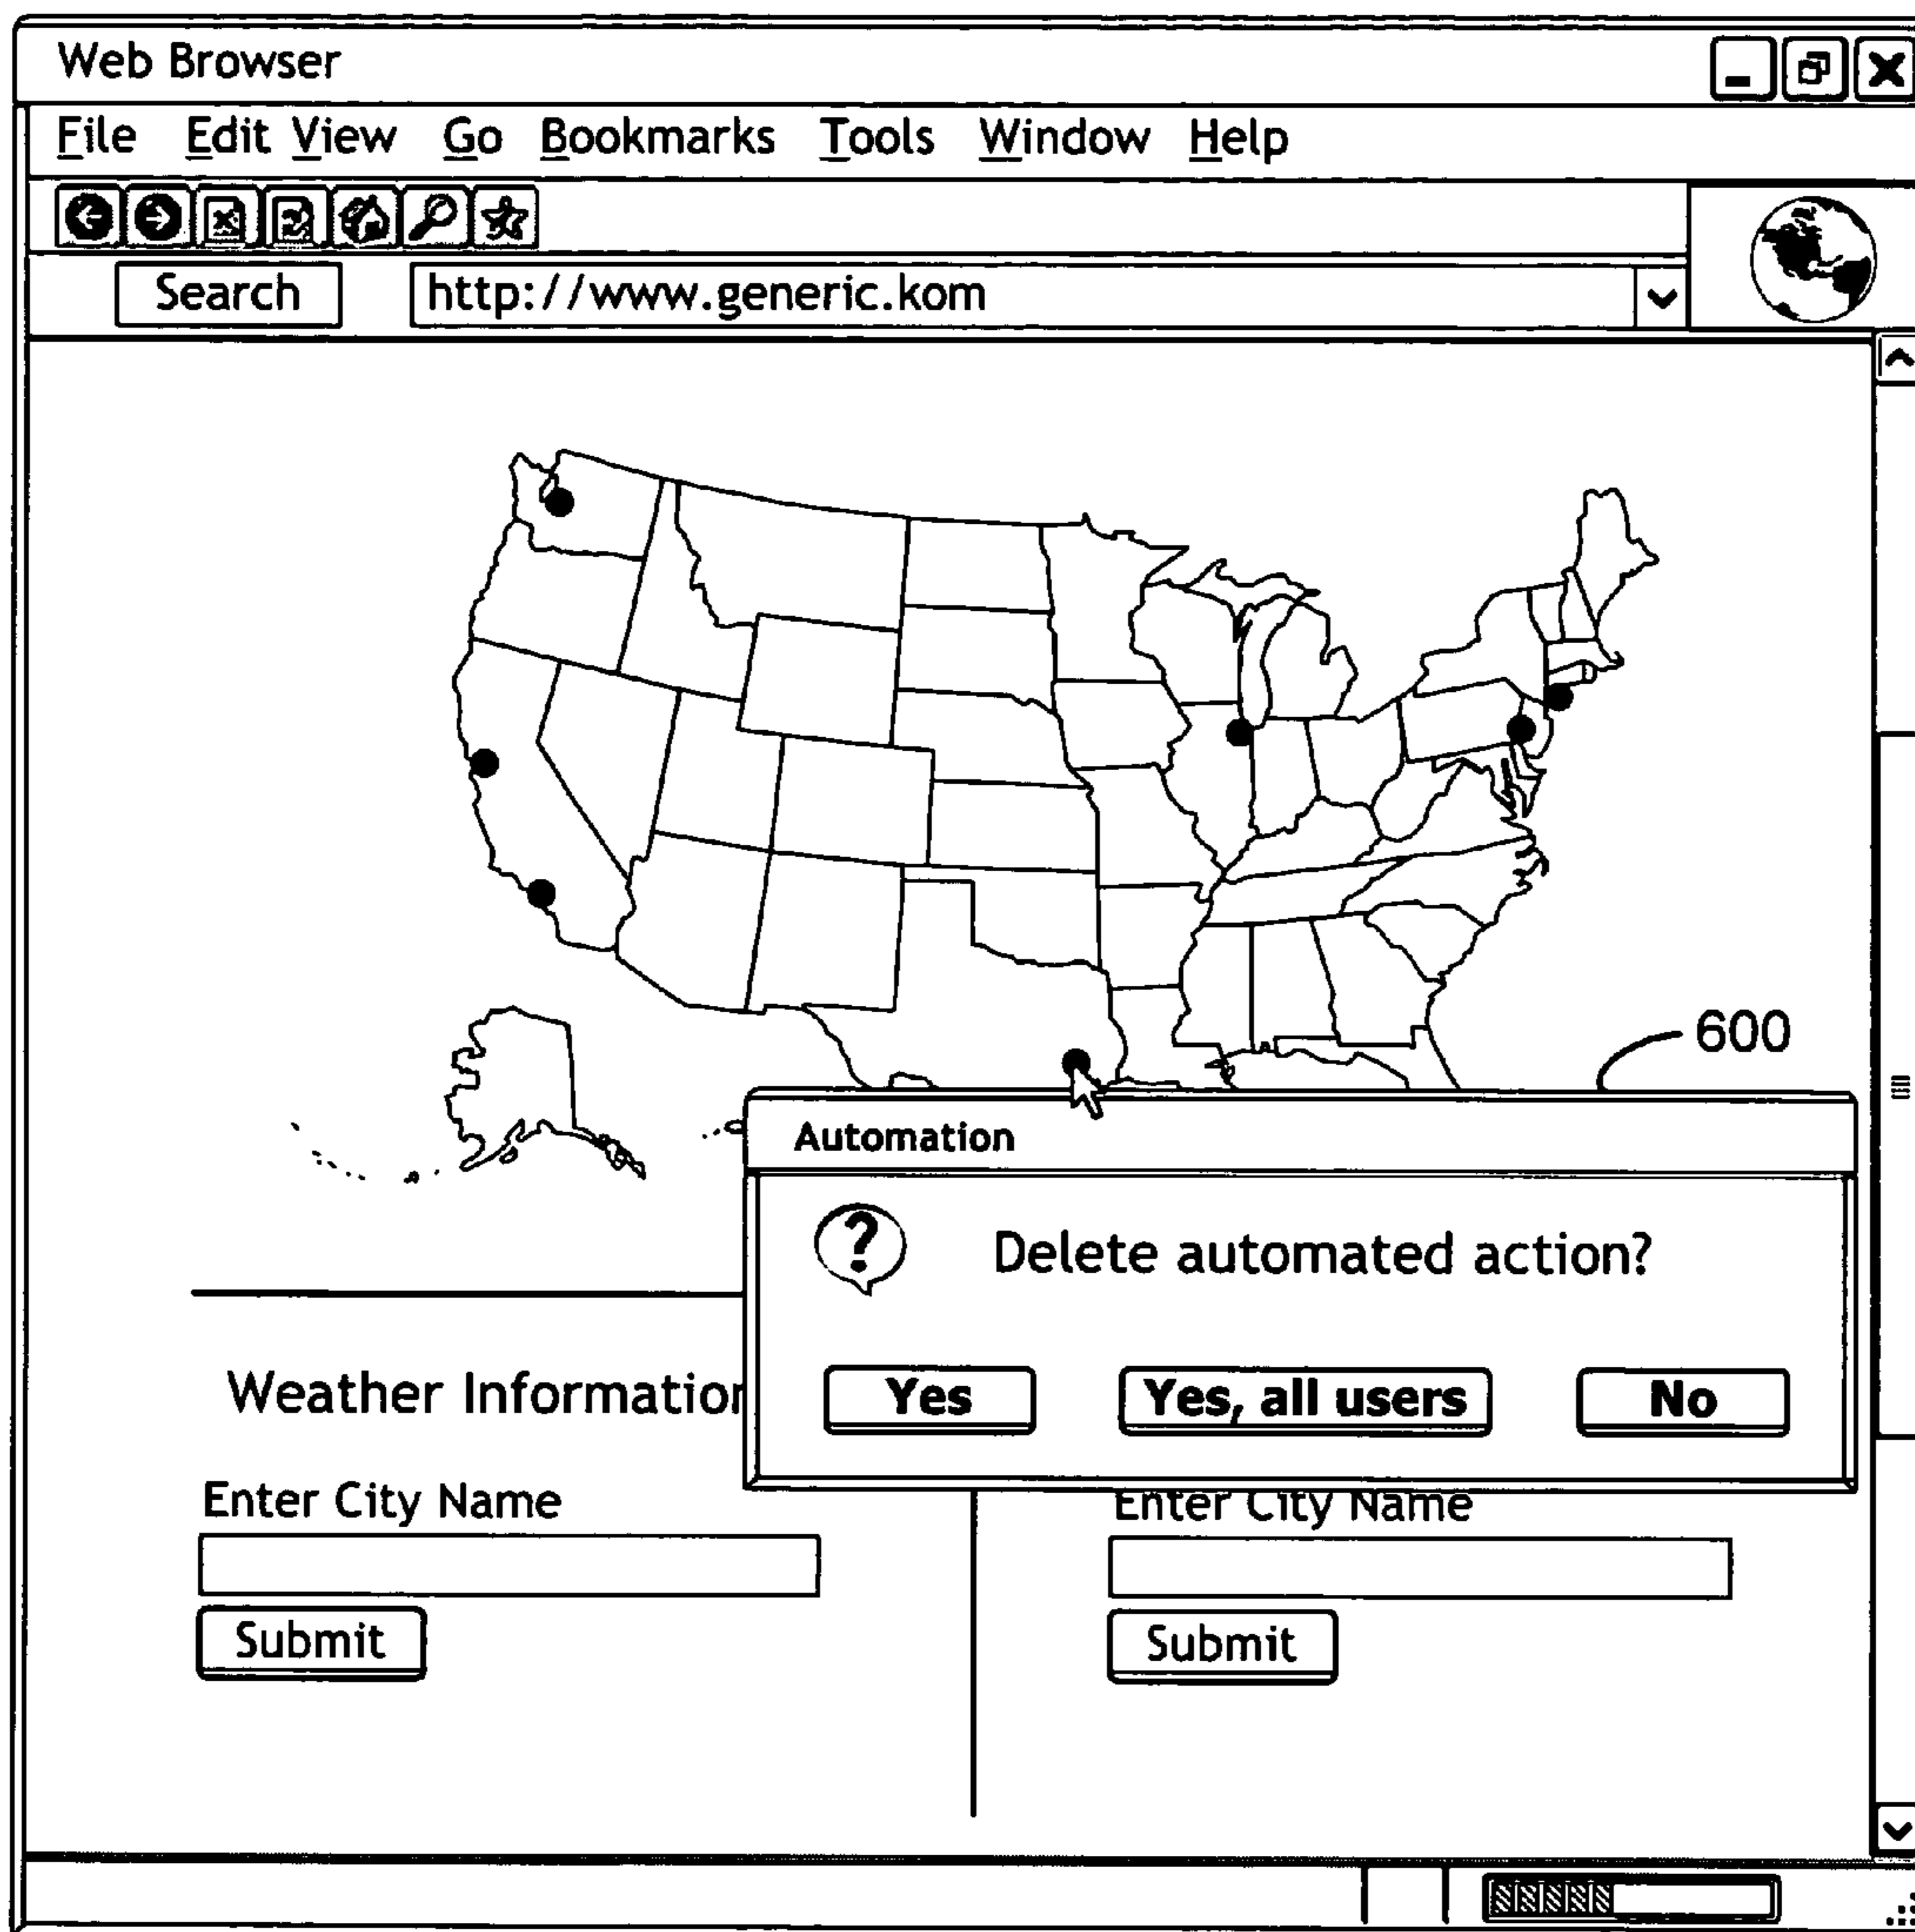 Web Browser
File Edit View Go Bookmarks Tools Window Help
Search http://www.generic.kom
600
Automation
? Delete automated action?
Yes Yes, all users No
Weather Information
Enter City Name Enter City Name
Submit Submit